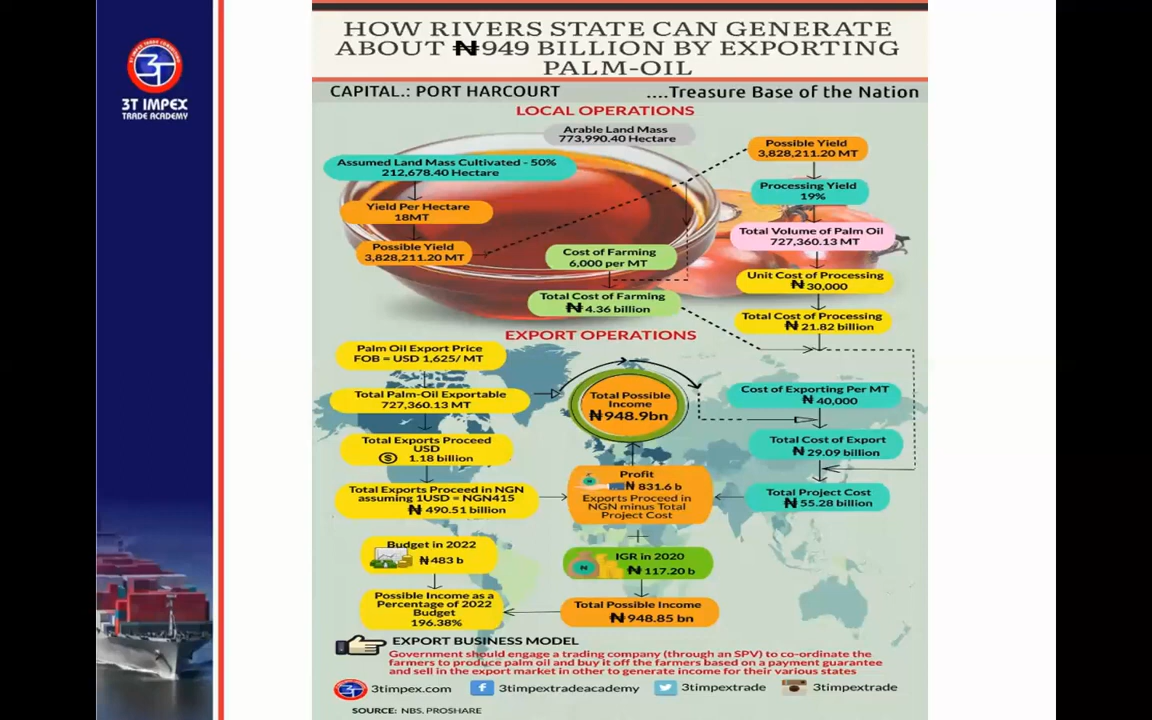 3T IMPEX TRADE CONSULTING
3T
3T IMPEX
TRADE ACADEMY
HOW RIVERS STATE CAN GENERATE
ABOUT ₦949 BILLION BY EXPORTING
PALM-OIL
CAPITAL.: PORT HARCOURT
....Treasure Base of the Nation
LOCAL OPERATIONS
Arable Land Mass
773,990.40 Hectare
Assumed Land Mass Cultivated - 50%
212,678.40 Hectare
Yield Per Hectare
18MT
Possible Yield
3,828,211.20 MT
Cost of Farming
6,000 per MT
Total Cost of Farming
₦ 4.36 billion
Possible Yield
3,828,211.20 MT
Processing Yield
19%
Total Volume of Palm Oil
727,360.13 MT
Unit Cost of Processing
₦ 30,000
Total Cost of Processing
₦ 21.82 billion
EXPORT OPERATIONS
Palm Oil Export Price
FOB = USD 1,625/ MT
Total Palm-Oil Exportable
727,360.13 MT
Total Exports Proceed
USD
$ 1.18 billion
Total Exports Proceed in NGN
assuming 1USD = NGN415
₦ 490.51 billion
Total Possible
Income
₦948.9bn
Cost of Exporting Per MT
₦ 40,000
Total Cost of Export
₦ 29.09 billion
Total Project Cost
₦ 55.28 billion
Profit
₦ 831.6 b
Exports Proceed in
NGN minus Total
Project Cost
Budget in 2022
₦483 b
IGR in 2020
₦ 117.20 b
Possible Income as a
Percentage of 2022
Budget
196.38%
Total Possible Income
₦948.85 bn
EXPORT BUSINESS MODEL
Government should engage a trading company (through an SPV) to co-ordinate the
farmers to produce palm oil and buy it off the farmers based on a payment guarantee
and sell in the export market in other to generate income for their various states
3T
3timpex.com
3timpextradeacademy
3timpextrade
3timpextrade
SOURCE: NBS, PROSHARE